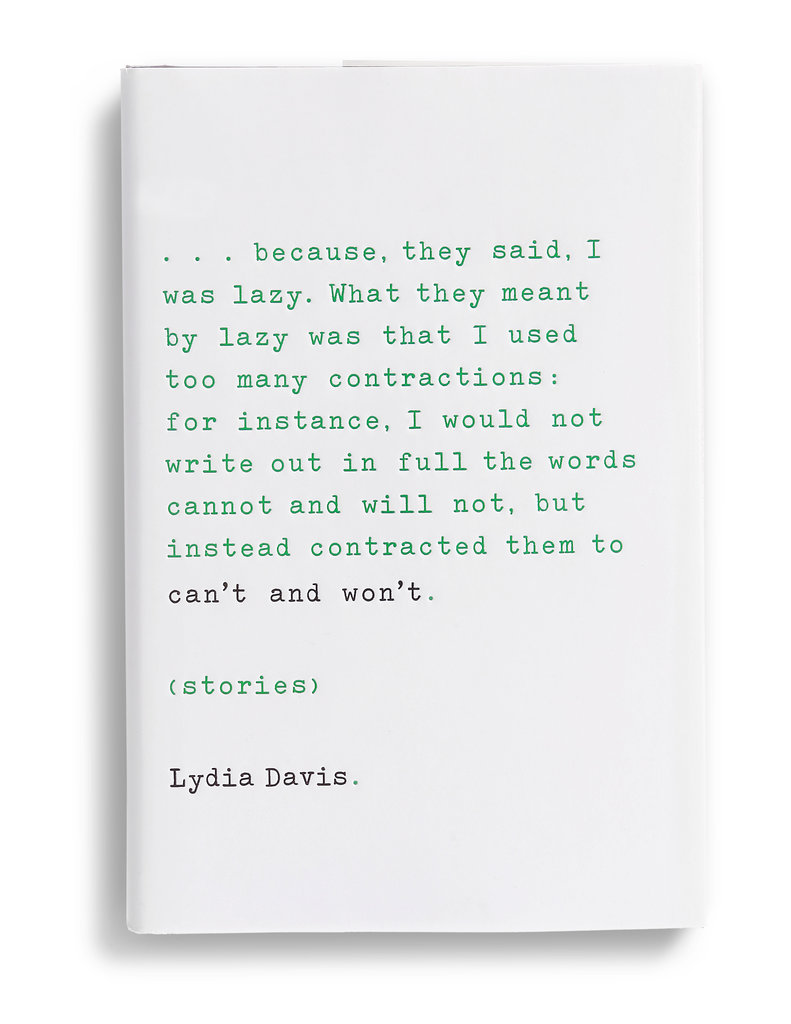 . . . because, they said, I
was lazy. What they meant
by lazy was that I used
too many contractions:
for instance, I would not
write out in full the words
cannot and will not, but
instead contracted them to
can’t and won’t.
(stories)
Lydia Davis.